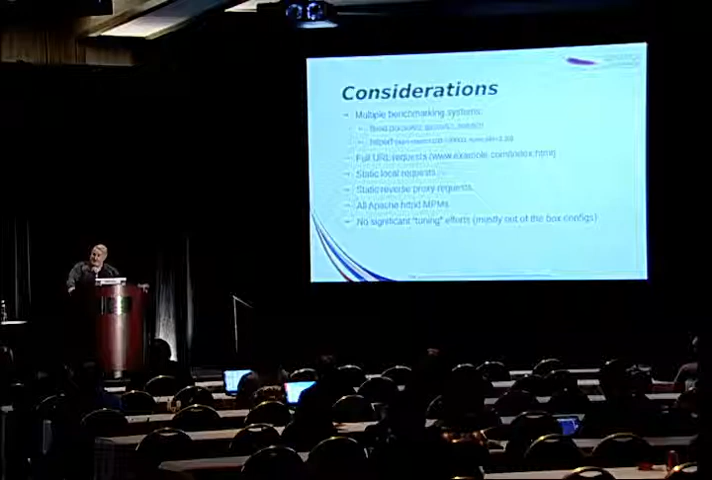 Considerations
Multiple benchmarking systems:
Full URL requests (www.example.com/index.html)
Static local requests
Static reverse proxy requests
All Apache httpd MPMs
No significant "tuning" efforts (mostly out of the box configs)